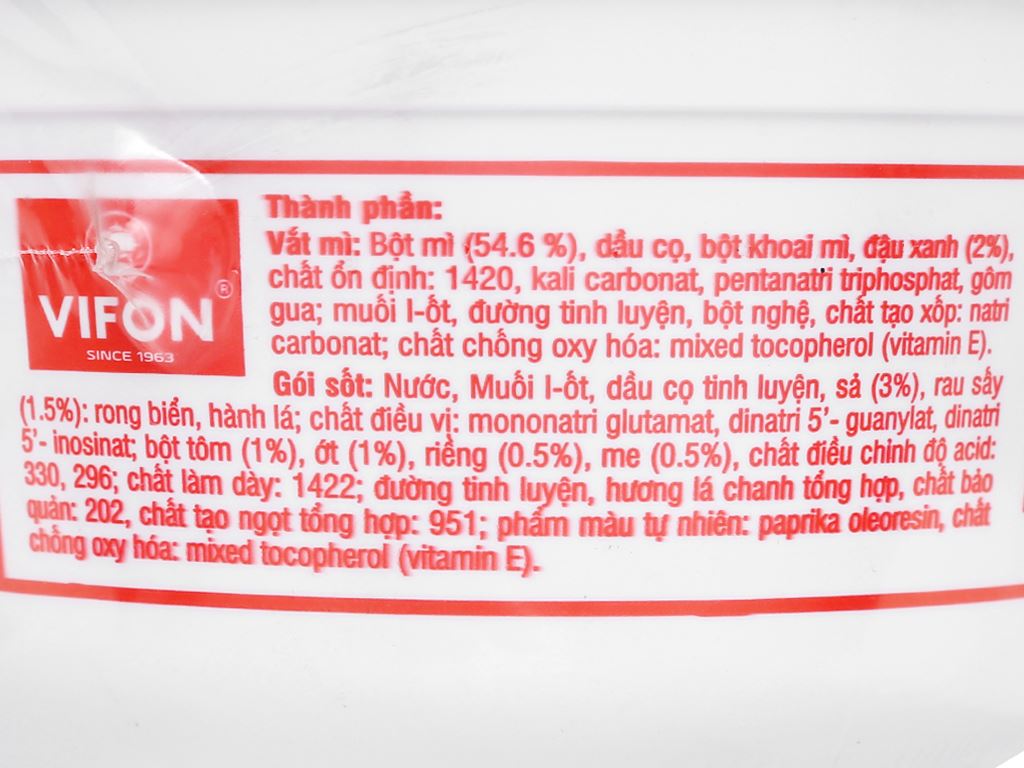 VIFON®
SINCE 1963
Thành phần:
Vắt mì: Bột mì (54.6 %), dầu cọ, bột khoai mì, đậu xanh (2%),
chất ổn định: 1420, kali carbonat, pentanatri triphosphat, gôm
gua; muối I-ốt, đường tinh luyện, bột nghệ, chất tạo xốp: natri
carbonat; chất chống oxy hóa: mixed tocopherol (vitamin E).
Gói sốt: Nước, Muối I-ốt, dầu cọ tinh luyện, sả (3%), rau sấy
(1.5%): rong biển, hành lá; chất điều vị: mononatri glutamat, dinatri 5’- guanylat, dinatri
5’- inosinat; bột tôm (1%), ớt (1%), riềng (0.5%), me (0.5%), chất điều chỉnh độ acid:
330, 296; chất làm dày: 1422; đường tinh luyện, hương lá chanh tổng hợp, chất bảo
quản: 202, chất tạo ngọt tổng hợp: 951; phẩm màu tự nhiên: paprika oleoresin, chất
chống oxy hóa: mixed tocopherol (vitamin E).